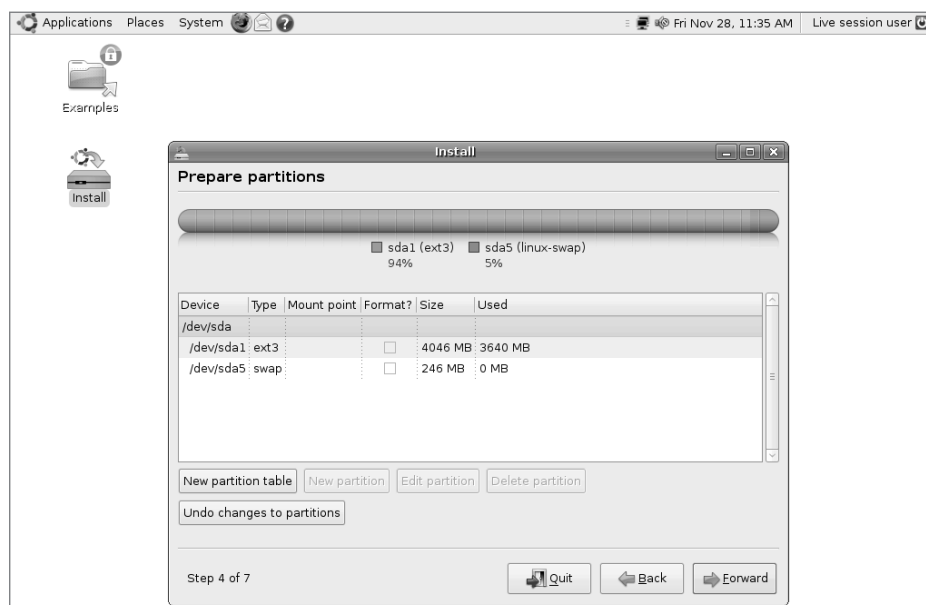 Applications Places System Fri Nov 28, 11:35 AM Live session user
Examples
Install
Install
Prepare partitions
sda1 (ext3) sda5 (linux-swap)
94% 5%
Device Type Mount point Format? Size Used
/dev/sda
/dev/sda1 ext3 4046 MB 3640 MB
/dev/sda5 swap 246 MB 0 MB
New partition table New partition Edit partition Delete partition
Undo changes to partitions
Step 4 of 7 Quit Back Forward